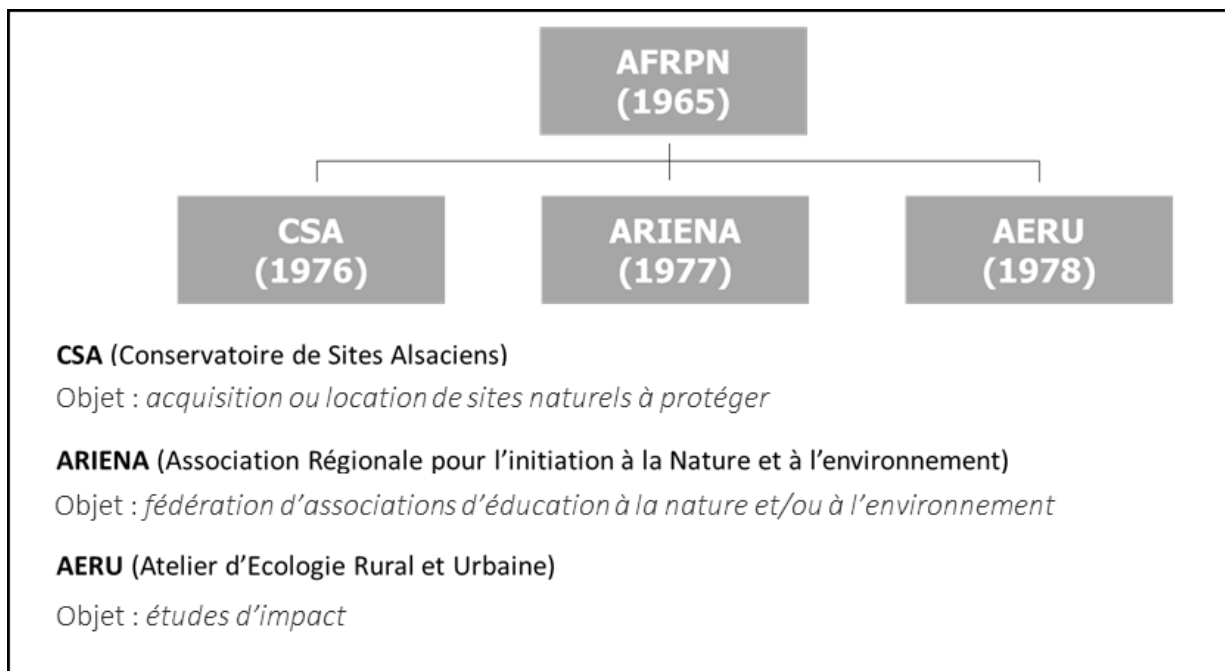 AFRPN
(1965)
CSA
(1976)
ARIENA
(1977)
AERU
(1978)
CSA (Conservatoire de Sites Alsaciens)
Objet : acquisition ou location de sites naturels à protéger
ARIENA (Association Régionale pour l’initiation à la Nature et à l’environnement)
Objet : fédération d’associations d’éducation à la nature et/ou à l’environnement
AERU (Atelier d’Ecologie Rural et Urbaine)
Objet : études d’impact